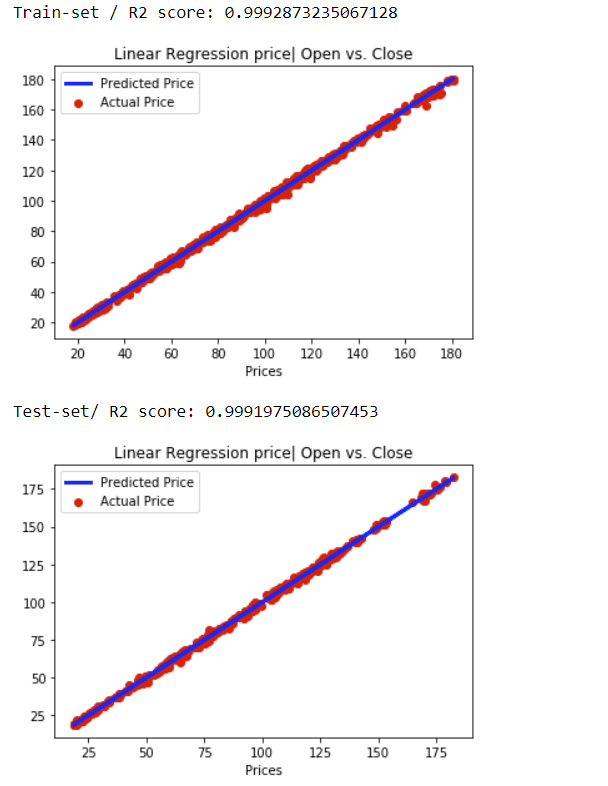 Train-set / R2 score: 0.9992873235067128
Linear Regression price| Open vs. Close
Predicted Price
Actual Price
180
160
140
120
100
80
60
40
20
20 40 60 80 100 120 140 160 180
Prices
Test-set/ R2 score: 0.9991975086507453
Linear Regression price| Open vs. Close
Predicted Price
Actual Price
175
150
125
100
75
50
25
25 50 75 100 125 150 175
Prices